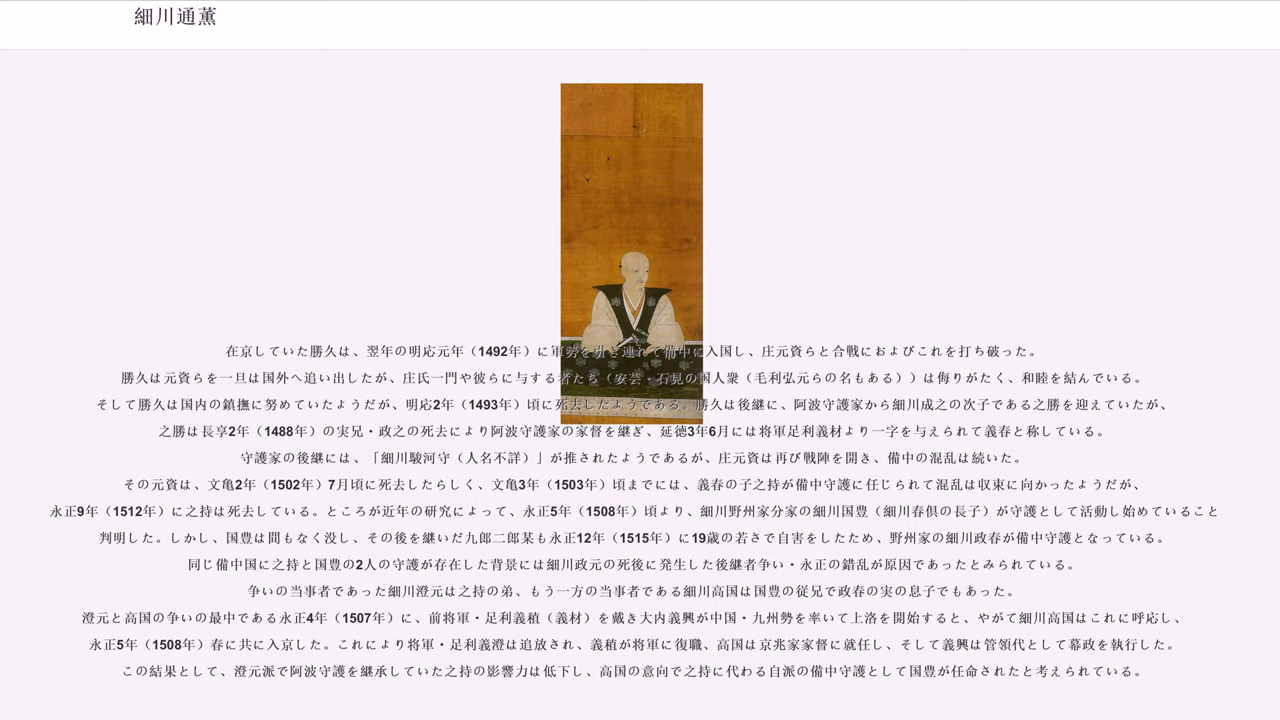 細川通薫
在京していた勝久は、翌年の明応元年（1492年）に軍勢を引き連れて備中に入国し、庄元資らと合戦におよびこれを打ち破った。
勝久は元資らを一旦は国外へ追い出したが、庄氏一門や彼らに与する者たち（安芸・石見の国人衆（毛利弘元らの名もある））は侮りがたく、和睦を結んでいる。
そして勝久は国内の鎮撫に努めていたようだが、明応2年（1493年）頃に死去したようである。勝久は後継に、阿波守護家から細川成之の次子である之勝を迎えていたが、
之勝は長享2年（1488年）の実兄・政之の死去により阿波守護家の家督を継ぎ、延徳3年6月には将軍足利義材より一字を与えられて義春と称している。
守護家の後継には、「細川駿河守（人名不詳）」が推されたようであるが、庄元資は再び戦陣を開き、備中の混乱は続いた。
その元資は、文亀2年（1502年）7月頃に死去したらしく、文亀3年（1503年）頃までには、義春の子之持が備中守護に任じられて混乱は収束に向かったようだが、
永正9年（1512年）に之持は死去している。ところが近年の研究によって、永正5年（1508年）頃より、細川野州家分家の細川国豊（細川春倶の長子）が守護として活動し始めていること
判明した。しかし、国豊は間もなく没し、その後を継いだ九郎二郎某も永正12年（1515年）に19歳の若さで自害をしたため、野州家の細川政春が備中守護となっている。
同じ備中国に之持と国豊の2人の守護が存在した背景には細川政元の死後に発生した後継者争い・永正の錯乱が原因であったとみられている。
争いの当事者であった細川澄元は之持の弟、もう一方の当事者である細川高国は国豊の従兄で政春の実の息子でもあった。
澄元と高国の争いの最中である永正4年（1507年）に、前将軍・足利義稙（義材）を戴き大内義興が中国・九州勢を率いて上洛を開始すると、やがて細川高国はこれに呼応し、
永正5年（1508年）春に共に入京した。これにより将軍・足利義澄は追放され、義稙が将軍に復職、高国は京兆家家督に就任し、そして義興は管領代として幕政を執行した。
この結果として、澄元派で阿波守護を継承していた之持の影響力は低下し、高国の意向で之持に代わる自派の備中守護として国豊が任命されたと考えられている。